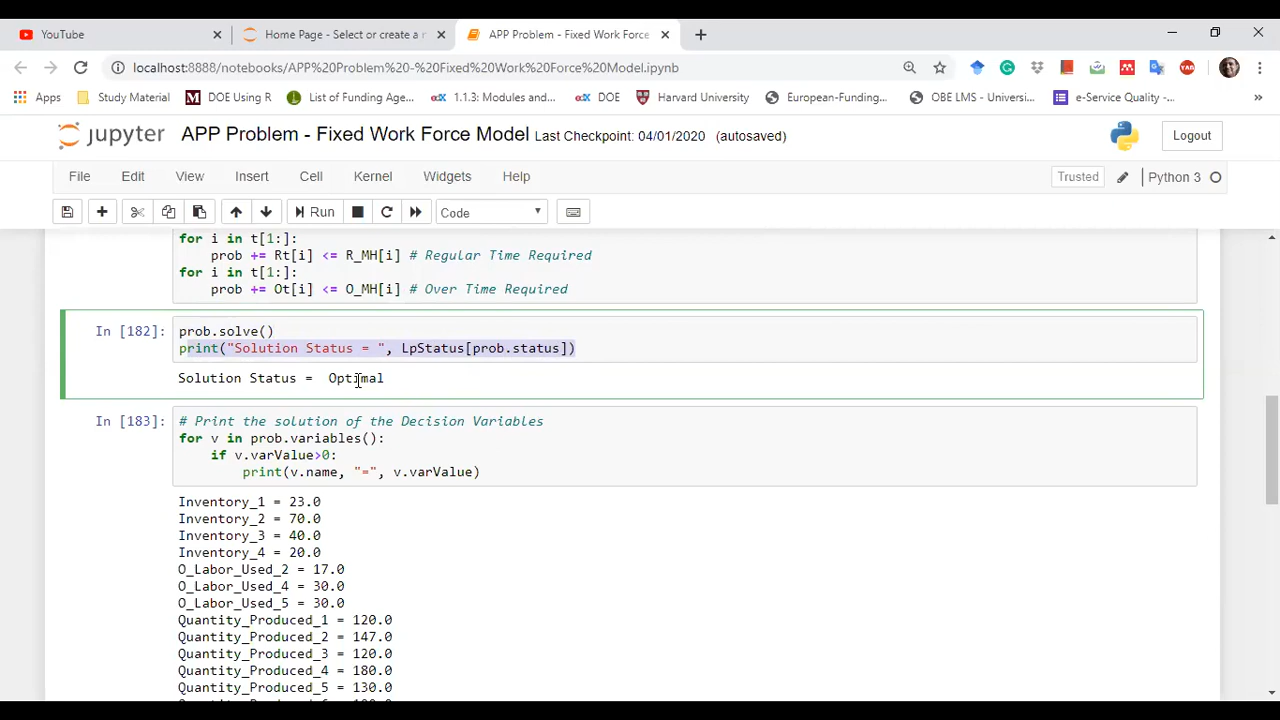 YouTube
Home Page - Select or create a n
APP Problem - Fixed Work Force
localhost:8888/notebooks/APP%20Problem%20-%20Fixed%20Work%20Force%20Model.ipynb
Apps
Study Material
DOE Using R
List of Funding Age...
1.1.3: Modules and...
DOE
Harvard University
European-Funding...
OBE LMS - Universi...
e-Service Quality -...
»
jupyter APP Problem - Fixed Work Force Model Last Checkpoint: 04/01/2020 (autosaved)
Logout
File Edit View Insert Cell Kernel Widgets Help
Trusted
Python 3
Run
Code
for i in t[1:]:
prob += Rt[i] <= R_MH[i] # Regular Time Required
for i in t[1:]:
prob += Ot[i] <= O_MH[i] # Over Time Required
In [182]: prob.solve()
print("Solution Status = ", LpStatus[prob.status])
Solution Status = Optimal
In [183]: # Print the solution of the Decision Variables
for v in prob.variables():
if v.varValue>0:
print(v.name, "=", v.varValue)
Inventory_1 = 23.0
Inventory_2 = 70.0
Inventory_3 = 40.0
Inventory_4 = 20.0
O_Labor_Used_2 = 17.0
O_Labor_Used_4 = 30.0
O_Labor_Used_5 = 30.0
Quantity_Produced_1 = 120.0
Quantity_Produced_2 = 147.0
Quantity_Produced_3 = 120.0
Quantity_Produced_4 = 180.0
Quantity_Produced_5 = 130.0